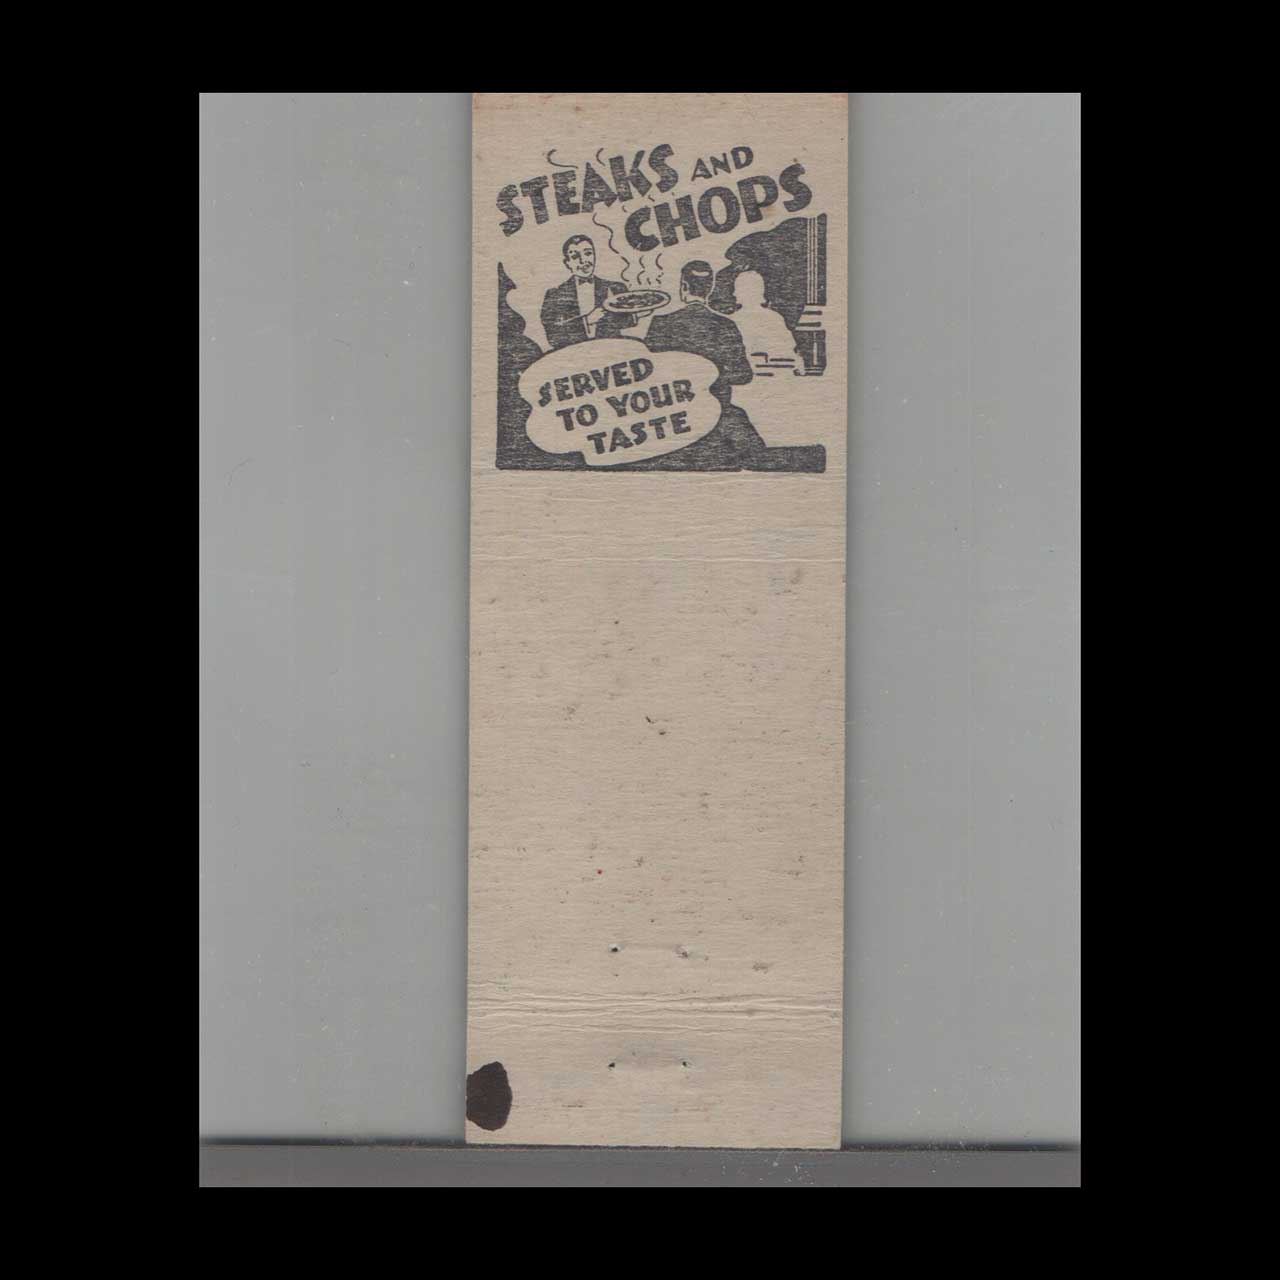 STEAKS AND
CHOPS
SERVED
TO YOUR
TASTE